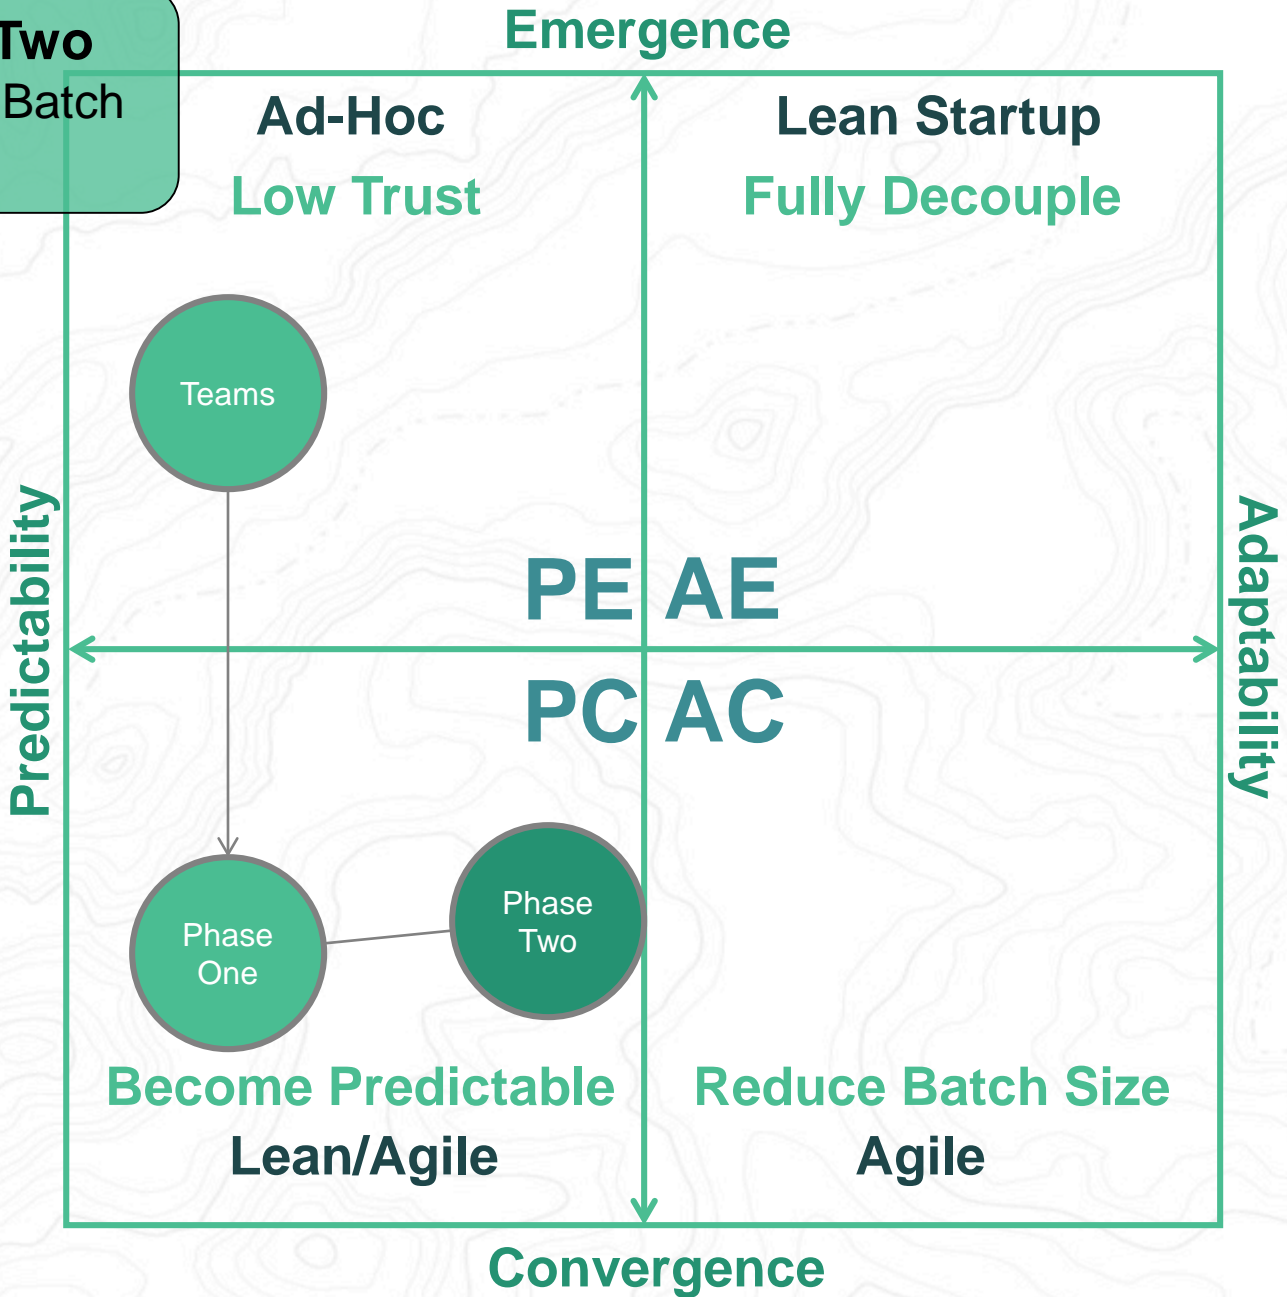 Two
Batch
Emergence
Ad-Hoc
Low Trust
Lean Startup
Fully Decouple
Teams
Predictability
Adaptability
PE AE
PC AC
Phase
One
Phase
Two
Become Predictable
Lean/Agile
Reduce Batch Size
Agile
Convergence